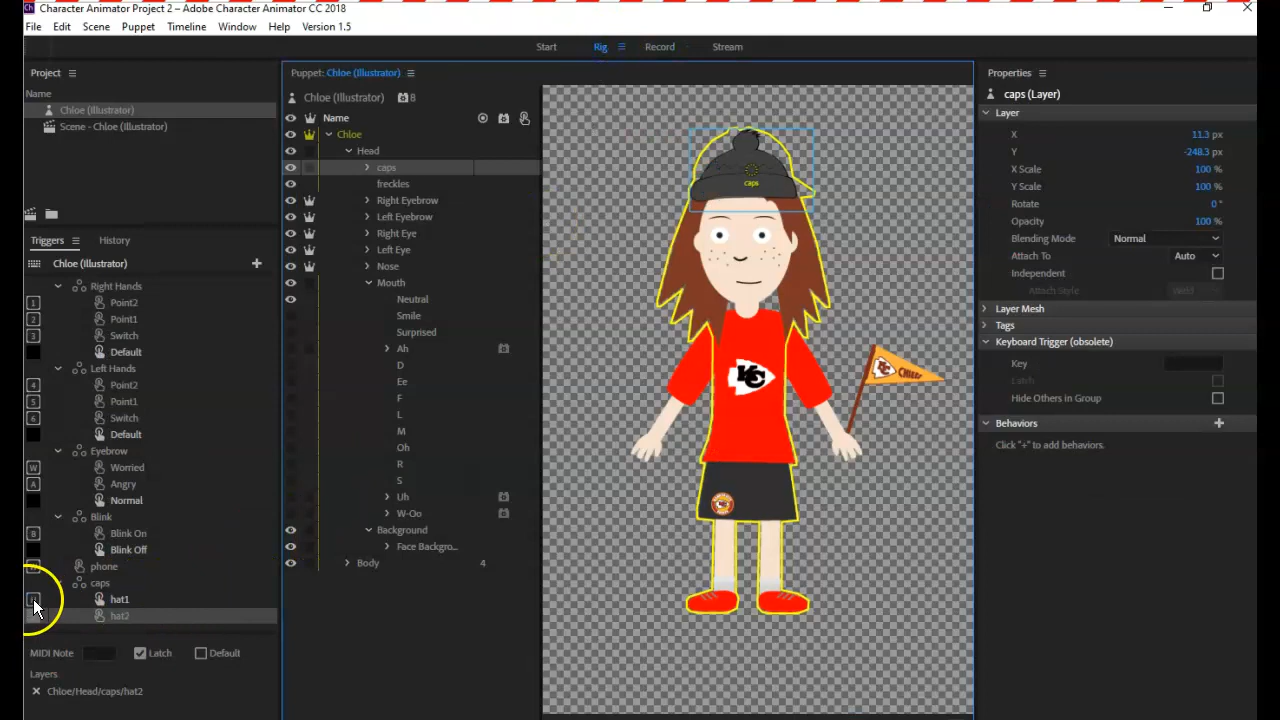 Ch Character Animator Project 2 – Adobe Character Animator CC 2018
File Edit Scene Puppet Timeline Window Help Version 1.5
Start Rig Record Stream
Project
Name
Chloe (Illustrator)
Scene - Chloe (Illustrator)
Triggers History
Chloe (Illustrator)
Right Hands
1 Point2
2 Point1
3 Switch
Default
Left Hands
4 Point2
5 Point1
6 Switch
Default
Eyebrow
W Worried
A Angry
Normal
Blink
B Blink On
Blink Off
phone
caps
hat1
hat2
MIDI Note Latch Default
Layers
Chloe/Head/caps/hat2
Puppet: Chloe (Illustrator)
Chloe (Illustrator) 8
Name
Chloe
Head
caps
freckles
Right Eyebrow
Left Eyebrow
Right Eye
Left Eye
Nose
Mouth
Neutral
Smile
Surprised
Ah
D
Ee
F
L
M
Oh
R
S
Uh
W-Oo
Background
Face Backgro...
Body 4
caps
KC
KC CHIEFS
Properties
caps (Layer)
Layer
X 11.3 px
Y -248.3 px
X Scale 100 %
Y Scale 100 %
Rotate 0 °
Opacity 100 %
Blending Mode Normal
Attach To Auto
Independent
Attach Style Weld
Layer Mesh
Tags
Keyboard Trigger (obsolete)
Key
Latch
Hide Others in Group
Behaviors
Click "+" to add behaviors.